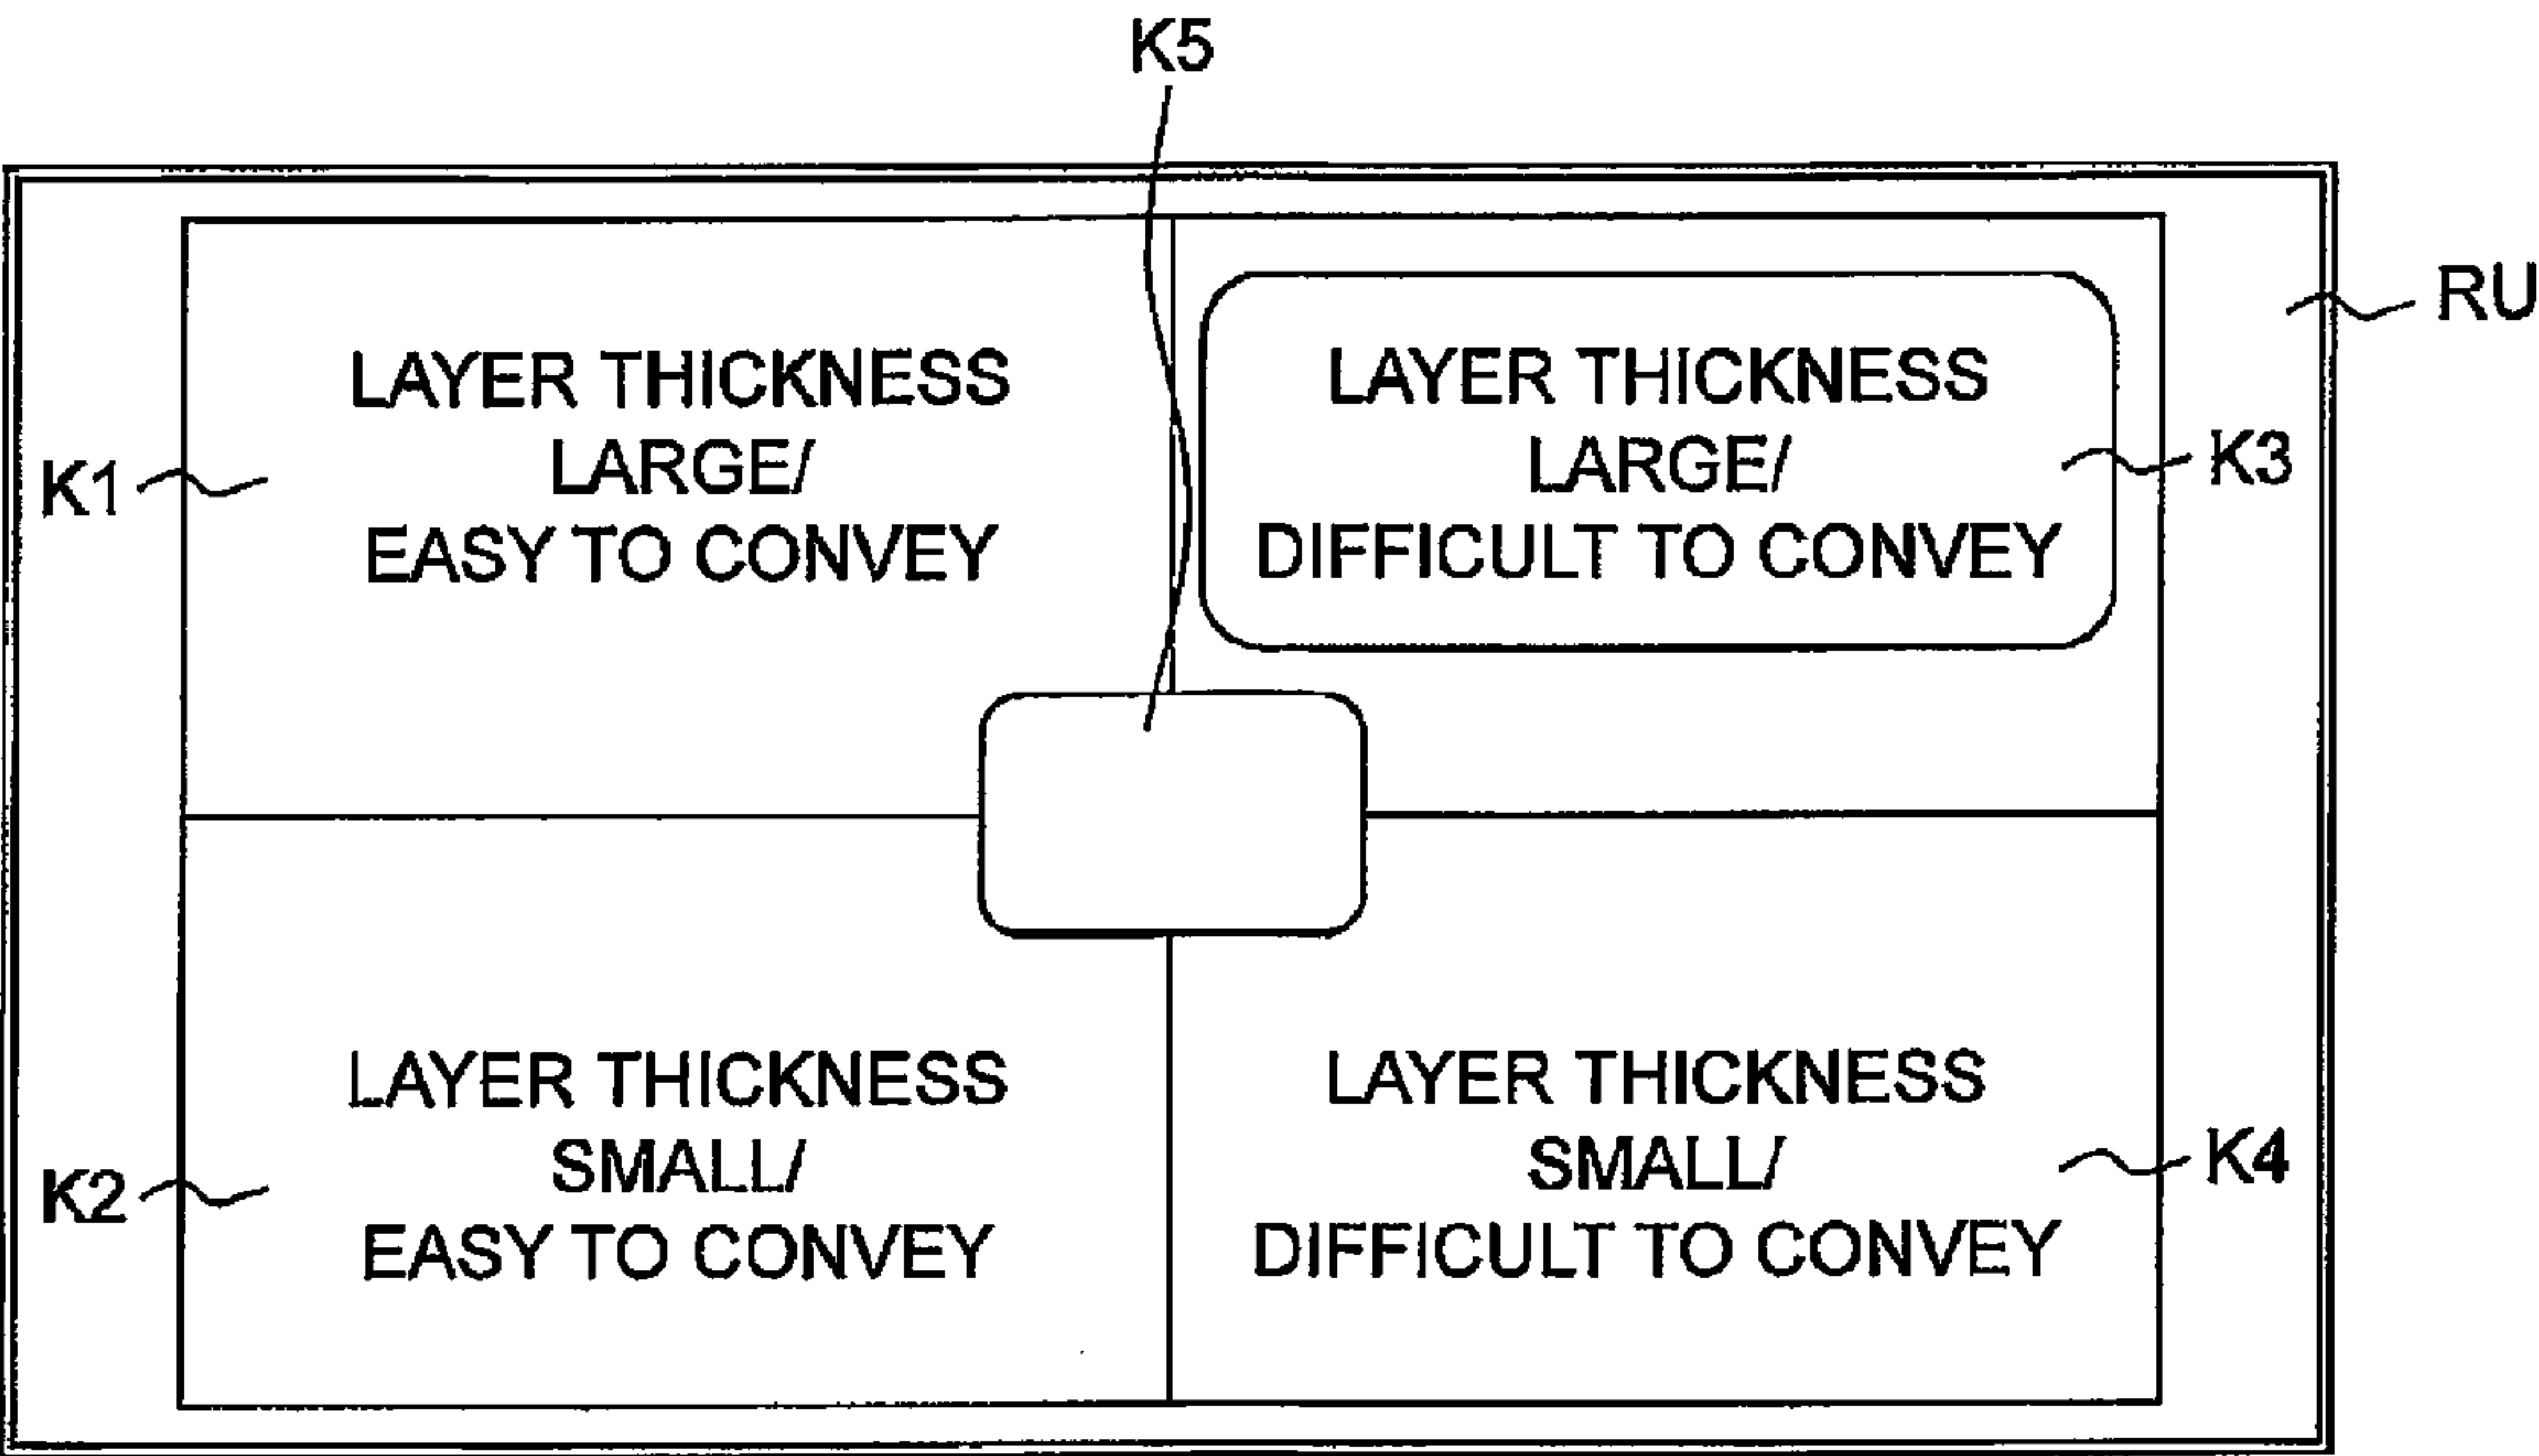 K5
RU
LAYER THICKNESS
LARGE/
EASY TO CONVEY
K1
LAYER THICKNESS
LARGE/
DIFFICULT TO CONVEY
K3
LAYER THICKNESS
SMALL/
EASY TO CONVEY
K2
LAYER THICKNESS
SMALL/
DIFFICULT TO CONVEY
K4